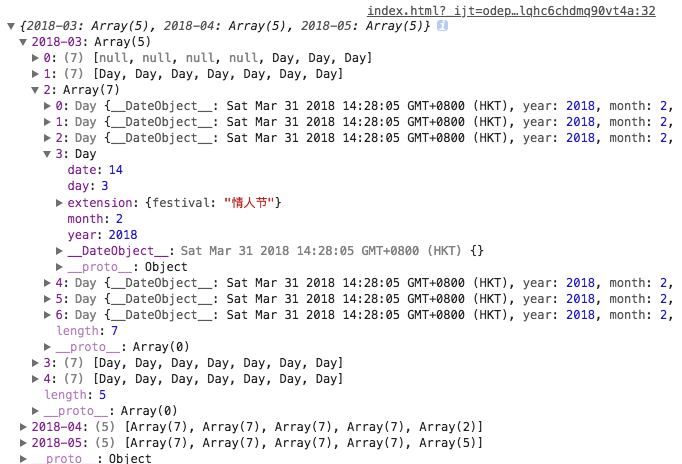 index.html?_ijt=odep…lqhc6chdmq90vt4a:32
▼{2018-03: Array(5), 2018-04: Array(5), 2018-05: Array(5)} i
▼2018-03: Array(5)
▶0: (7) [null, null, null, null, Day, Day, Day]
▶1: (7) [Day, Day, Day, Day, Day, Day, Day]
▼2: Array(7)
▶0: Day {__DateObject__: Sat Mar 31 2018 14:28:05 GMT+0800 (HKT), year: 2018, month: 2,
▶1: Day {__DateObject__: Sat Mar 31 2018 14:28:05 GMT+0800 (HKT), year: 2018, month: 2,
▶2: Day {__DateObject__: Sat Mar 31 2018 14:28:05 GMT+0800 (HKT), year: 2018, month: 2,
▼3: Day
date: 14
day: 3
▶extension: {festival: "情人节"}
month: 2
year: 2018
▶__DateObject__: Sat Mar 31 2018 14:28:05 GMT+0800 (HKT) {}
▶__proto__: Object
▶4: Day {__DateObject__: Sat Mar 31 2018 14:28:05 GMT+0800 (HKT), year: 2018, month: 2,
▶5: Day {__DateObject__: Sat Mar 31 2018 14:28:05 GMT+0800 (HKT), year: 2018, month: 2,
▶6: Day {__DateObject__: Sat Mar 31 2018 14:28:05 GMT+0800 (HKT), year: 2018, month: 2,
length: 7
▶__proto__: Array(0)
▶3: (7) [Day, Day, Day, Day, Day, Day, Day]
▶4: (7) [Day, Day, Day, Day, Day, Day, Day]
length: 5
▶__proto__: Array(0)
▶2018-04: (5) [Array(7), Array(7), Array(7), Array(7), Array(2)]
▶2018-05: (5) [Array(7), Array(7), Array(7), Array(7), Array(5)]
▶__proto__: Object